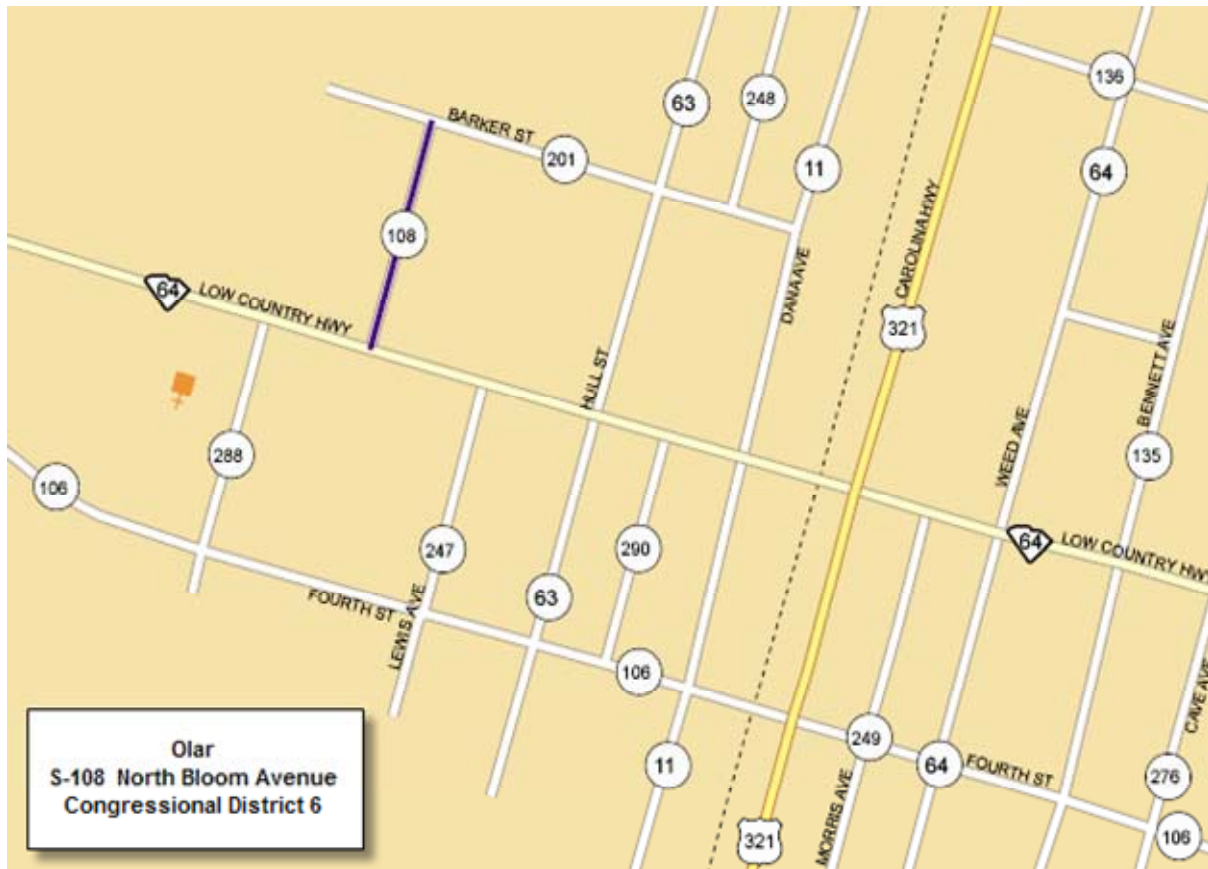 136
63
248
BARKER ST
201
11
64
108
CAROLINA HWY
DANA AVE
64
LOW COUNTRY HWY
321
HULL ST
BENNETT AVE
WEED AVE
288
135
106
247
290
64
LOW COUNTRY HWY
63
FOURTH ST
LEWIS AVE
106
CAVE AVE
249
11
64
FOURTH ST
276
MORRIS AVE
321
106
Olar
S-108 North Bloom Avenue
Congressional District 6